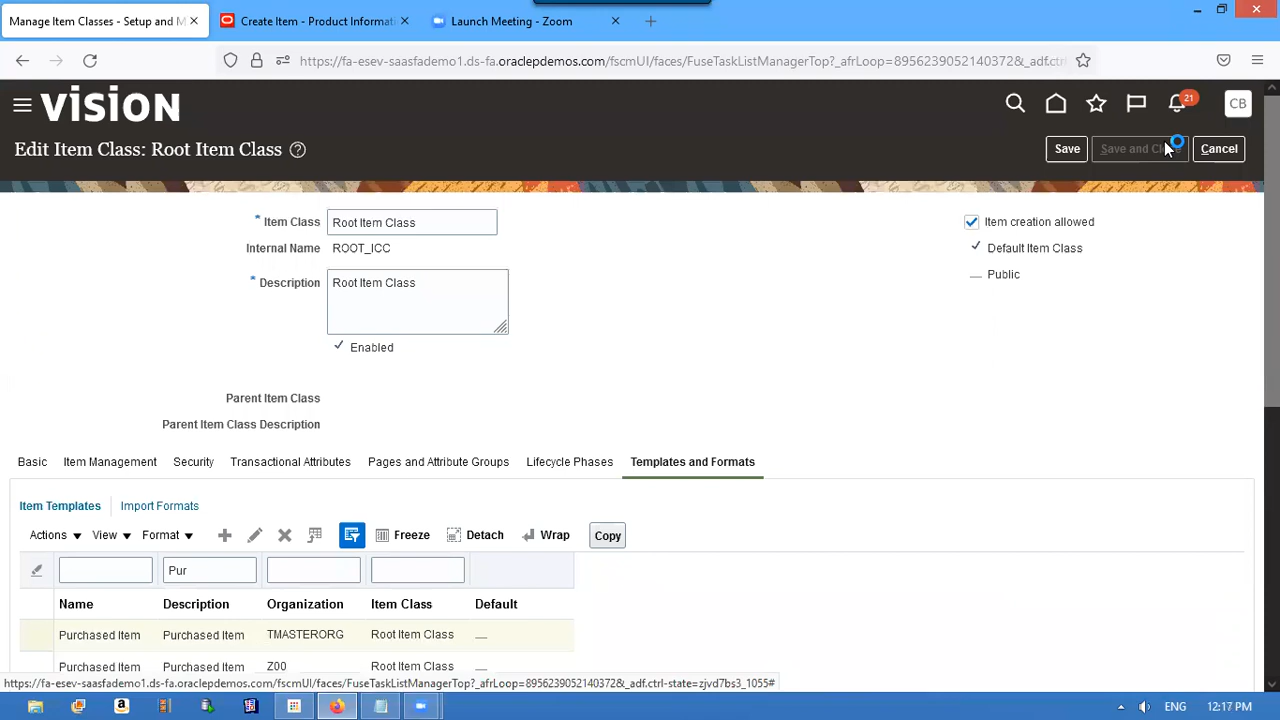 Manage Item Classes - Setup and M
Create Item - Product Informati
Launch Meeting - Zoom
https://fa-esev-saasfademo1.ds-fa.oraclepdemos.com/fscmUI/faces/FuseTaskListManagerTop?_afrLoop=8956239052140372&_adf.ctrl
VISION
21
CB
Edit Item Class: Root Item Class
Save
Save and
Cancel
* Item Class
Root Item Class
Item creation allowed
Internal Name
ROOT_ICC
Default Item Class
Public
* Description
Root Item Class
Enabled
Parent Item Class
Parent Item Class Description
Basic
Item Management
Security
Transactional Attributes
Pages and Attribute Groups
Lifecycle Phases
Templates and Formats
Item Templates
Import Formats
Actions
View
Format
Freeze
Detach
Wrap
Copy
Pur
Name
Description
Organization
Item Class
Default
Purchased Item
Purchased Item
TMASTERORG
Root Item Class
Purchased Item
Purchased Item
Z00
Root Item Class
https://fa-esev-saasfademo1.ds-fa.oraclepdemos.com/fscmUI/faces/FuseTaskListManagerTop?_afrLoop=8956239052140372&_adf.ctrl-state=zjvd7bs3_1055#
ENG
12:17 PM